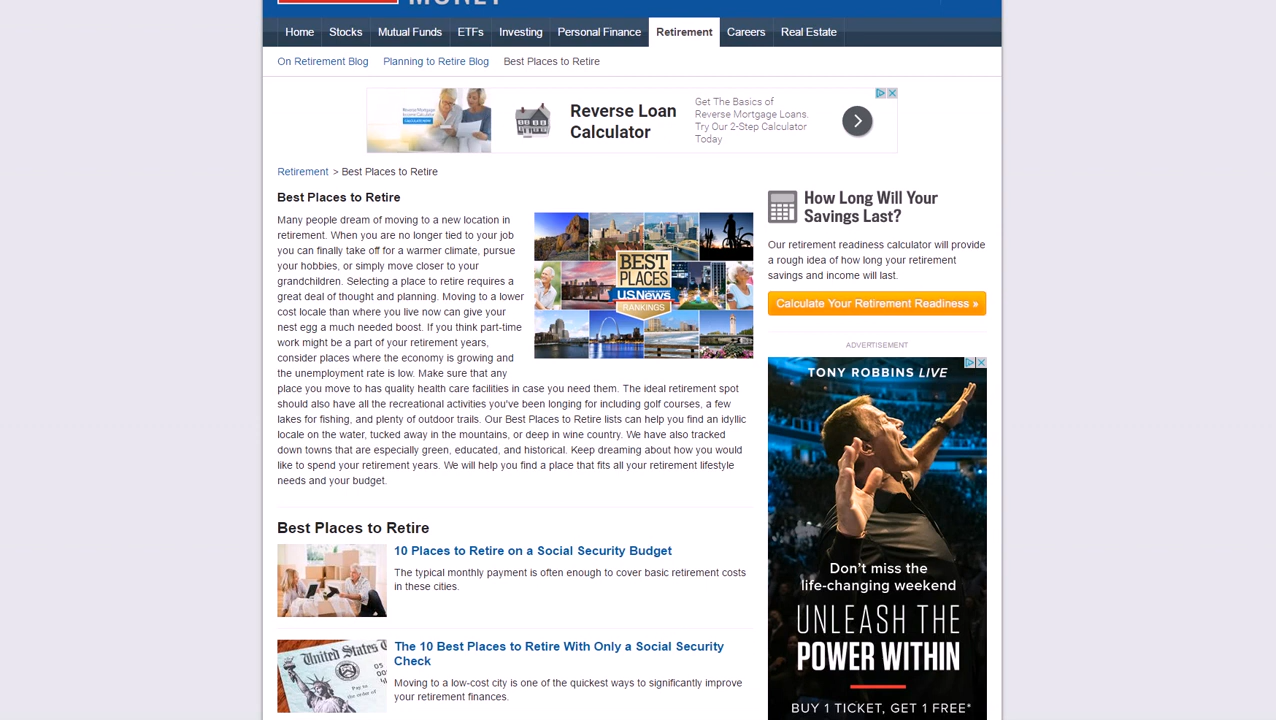 MONEY
Home
Stocks
Mutual Funds
ETFs
Investing
Personal Finance
Retirement
Careers
Real Estate
On Retirement Blog
Planning to Retire Blog
Best Places to Retire
Reverse Loan
Calculator
Get The Basics of
Reverse Mortgage Loans.
Try Our 2-Step Calculator
Today
Retirement > Best Places to Retire
Best Places to Retire
Many people dream of moving to a new location in
retirement. When you are no longer tied to your job
you can finally take off for a warmer climate, pursue
your hobbies, or simply move closer to your
grandchildren. Selecting a place to retire requires a
great deal of thought and planning. Moving to a lower
cost locale than where you live now can give your
nest egg a much needed boost. If you think part-time
work might be a part of your retirement years,
consider places where the economy is growing and
the unemployment rate is low. Make sure that any
place you move to has quality health care facilities in case you need them. The ideal retirement spot
should also have all the recreational activities you've been longing for including golf courses, a few
lakes for fishing, and plenty of outdoor trails. Our Best Places to Retire lists can help you find an idyllic
locale on the water, tucked away in the mountains, or deep in wine country. We have also tracked
down towns that are especially green, educated, and historical. Keep dreaming about how you would
like to spend your retirement years. We will help you find a place that fits all your retirement lifestyle
needs and your budget.
BEST
PLACES
U.S.News
RANKINGS
Best Places to Retire
10 Places to Retire on a Social Security Budget
The typical monthly payment is often enough to cover basic retirement costs
in these cities.
United States
Pay to
the order of
The 10 Best Places to Retire With Only a Social Security
Check
Moving to a low-cost city is one of the quickest ways to significantly improve
your retirement finances.
How Long Will Your
Savings Last?
Our retirement readiness calculator will provide
a rough idea of how long your retirement
savings and income will last.
Calculate Your Retirement Readiness »
ADVERTISEMENT
TONY ROBBINS LIVE
Don't miss the
life-changing weekend
UNLEASH THE
POWER WITHIN
BUY 1 TICKET, GET 1 FREE*